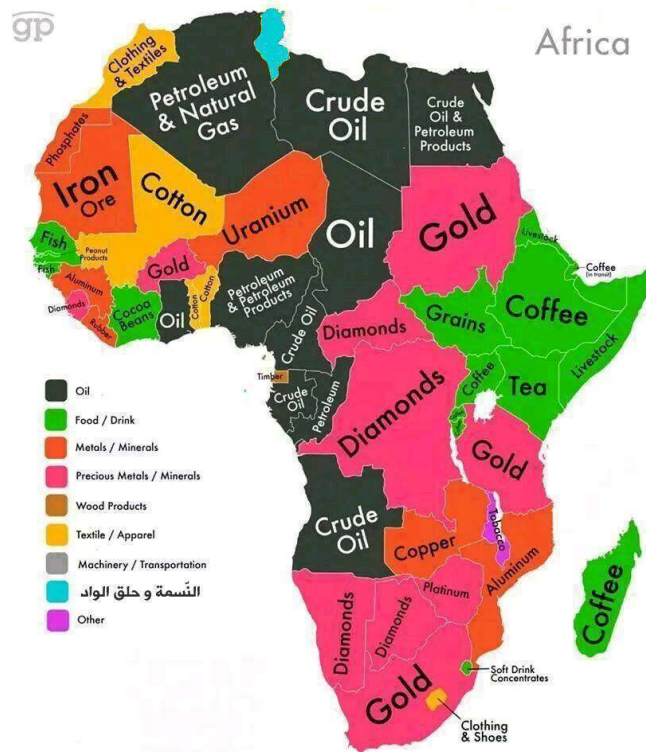 gp
Africa
Clothing
& Textiles
Petroleum
& Natural
Gas
Crude
Oil
Crude
Oil &
Petroleum
Products
Phosphates
Iron
Ore
Cotton
Uranium
Oil
Gold
Livestock
Coffee
(in transit)
Fish
Peanut
Products
Fish
Gold
Aluminum
Diamonds
Rubber
Cocoa
Beans
Oil
Cotton
Cotton
Petroleum
& Petroleum
Products
Crude Oil
Diamonds
Grains
Coffee
Livestock
Timber
Crude
Oil
Petroleum
Diamonds
Coffee
Tea
Gold
Crude
Oil
Copper
Tobacco
Aluminum
Diamonds
Diamonds
Platinum
Coffee
Gold
Soft Drink
Concentrates
Clothing
& Shoes
Oil
Food / Drink
Metals / Minerals
Precious Metals / Minerals
Wood Products
Textile / Apparel
Machinery / Transportation
النّسمة و حلق الواد
Other